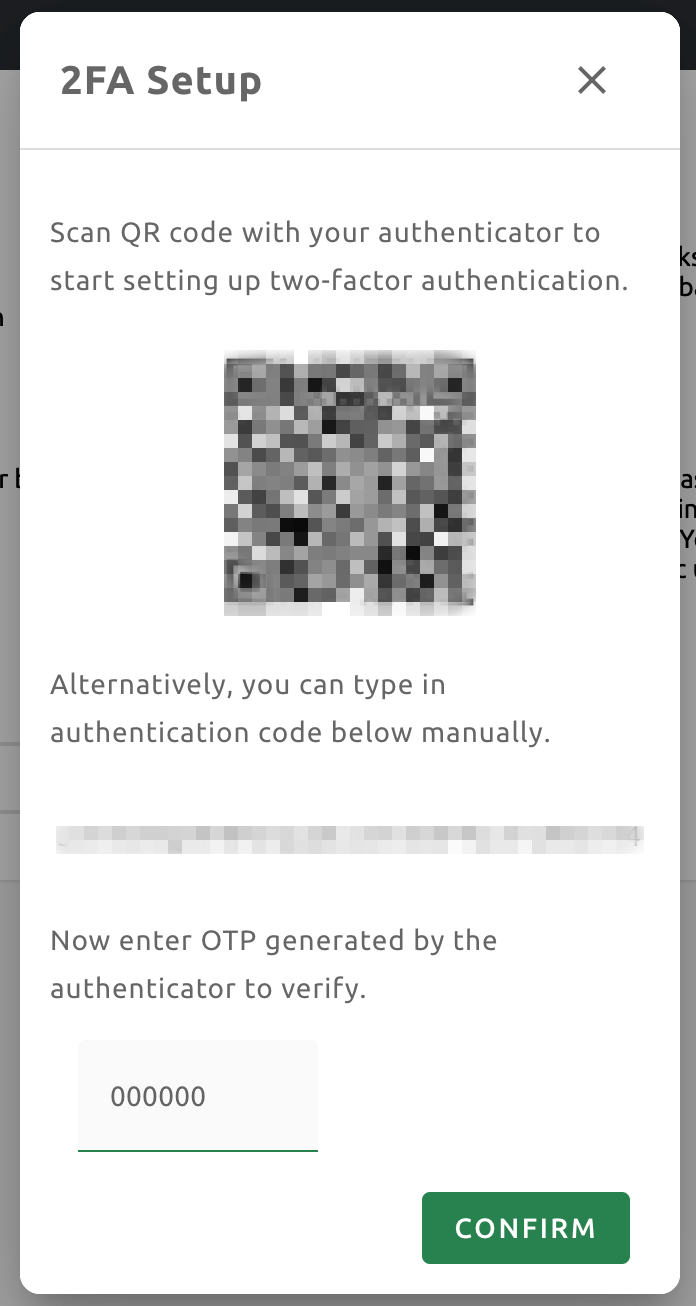 2FA Setup
Scan QR code with your authenticator to
start setting up two-factor authentication.
Alternatively, you can type in
authentication code below manually.
Now enter OTP generated by the
authenticator to verify.
000000
CONFIRM